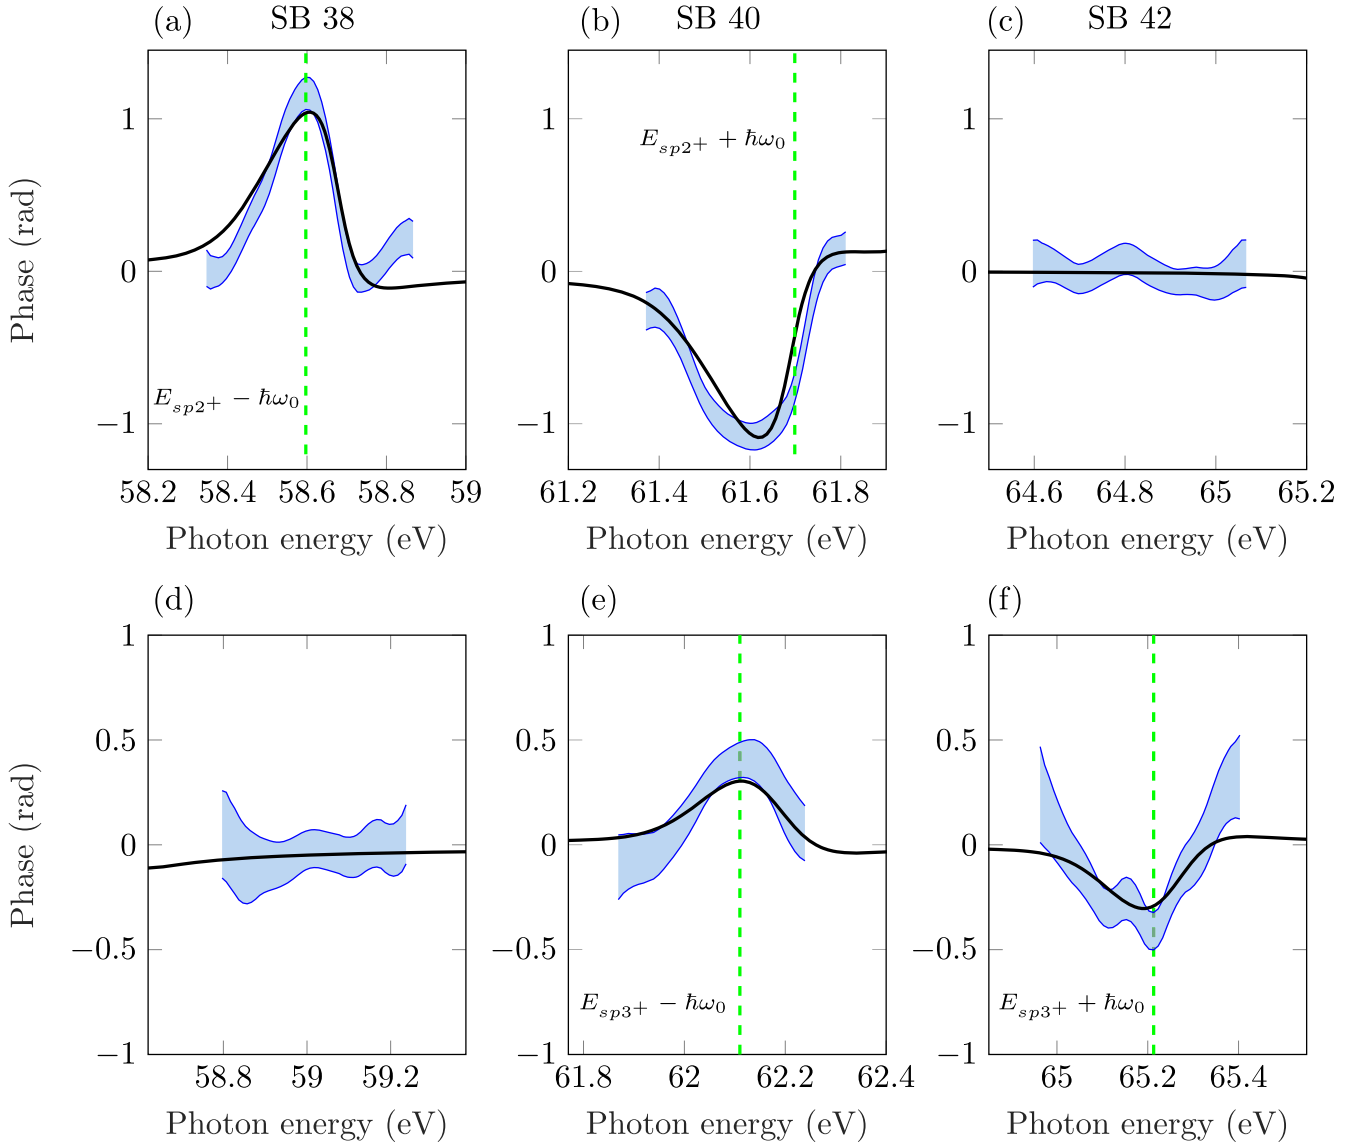 (a) SB 38
(b) SB 40
(c) SB 42
Phase (rad)
1
0
−1
58.2 58.4 58.6 58.8 59
Photon energy (eV)
E_{sp2+} − ħω₀
1
0
−1
61.2 61.4 61.6 61.8
Photon energy (eV)
E_{sp2+} + ħω₀
1
0
−1
64.6 64.8 65 65.2
Photon energy (eV)
(d)
(e)
(f)
Phase (rad)
1
0.5
0
−0.5
−1
58.8 59 59.2
Photon energy (eV)
1
0.5
0
−0.5
−1
61.8 62 62.2 62.4
Photon energy (eV)
E_{sp3+} − ħω₀
1
0.5
0
−0.5
−1
65 65.2 65.4
Photon energy (eV)
E_{sp3+} + ħω₀